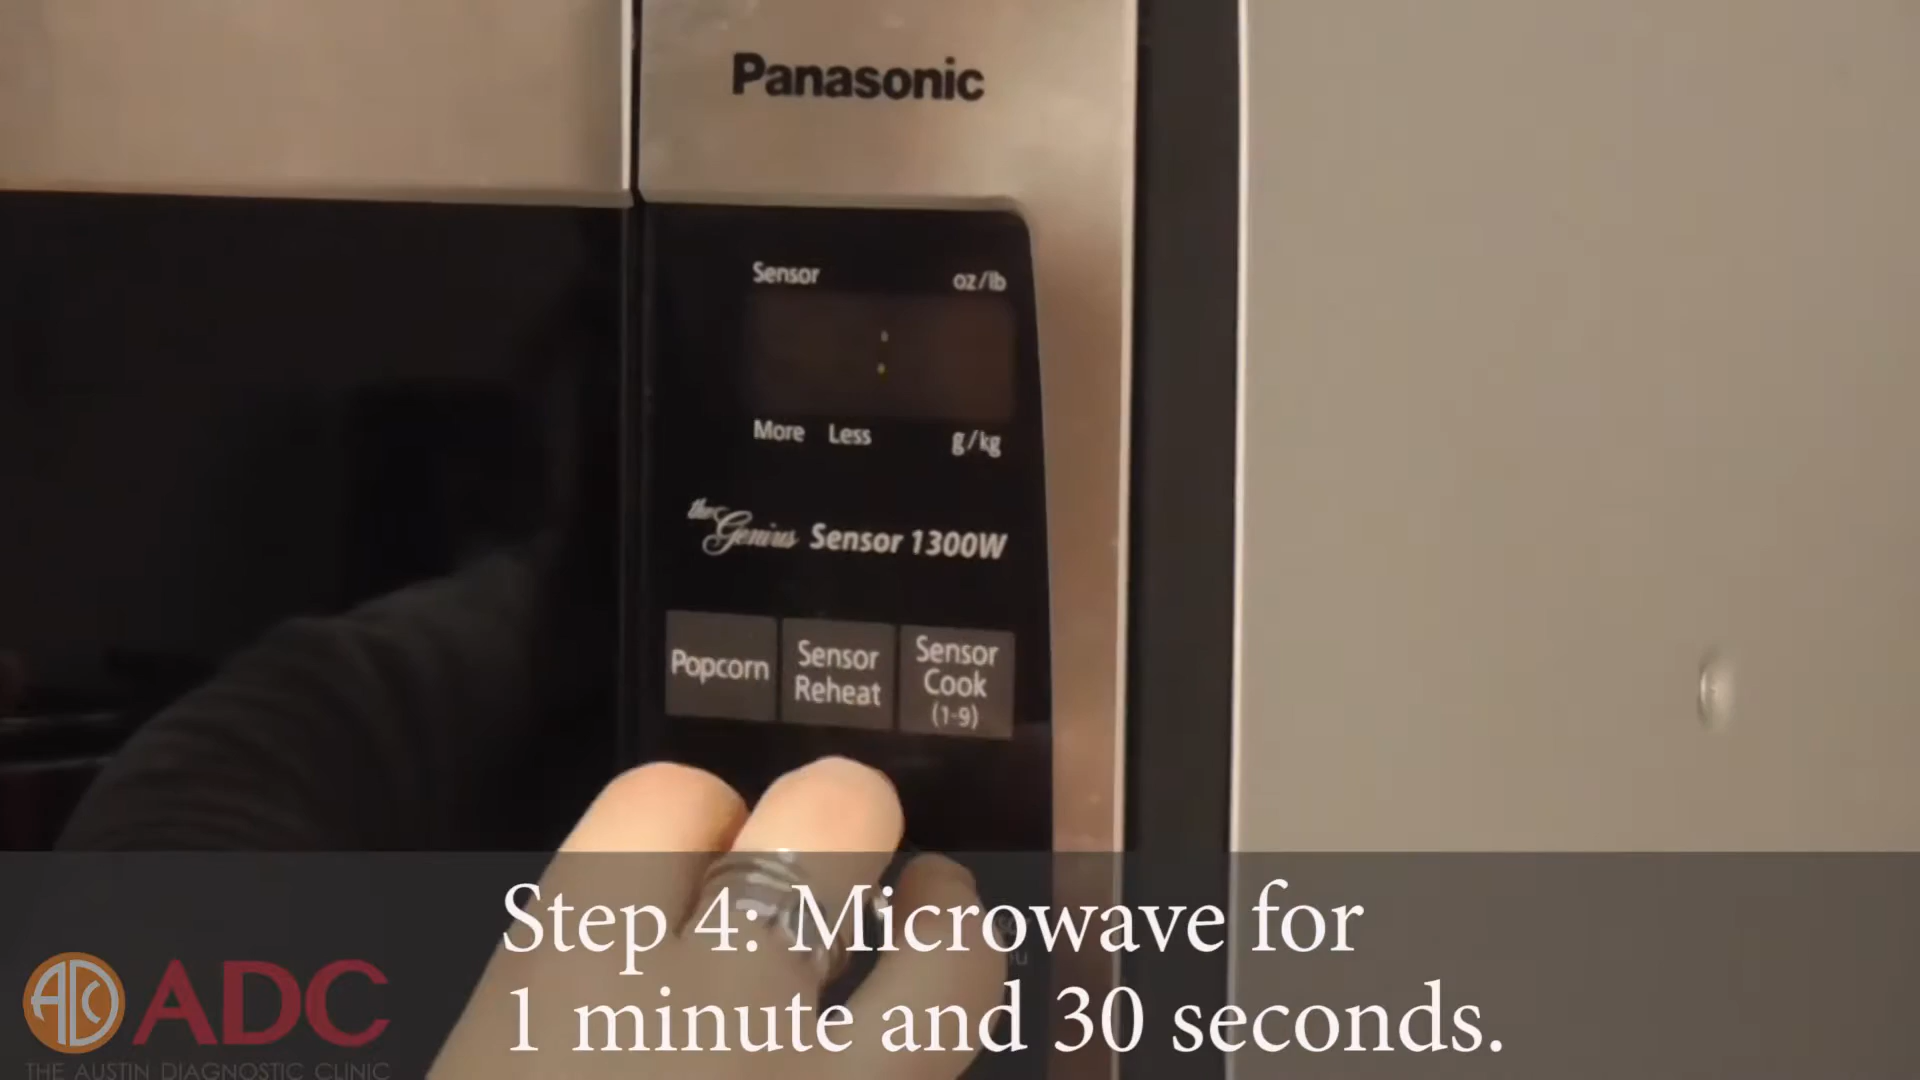 Panasonic
Sensor oz/lb
:
More Less g/kg
the Genius Sensor 1300W
Popcorn
Sensor Reheat
Sensor Cook (1-9)
Step 4: Microwave for
1 minute and 30 seconds.
ADC ADC
THE AUSTIN DIAGNOSTIC CLINIC